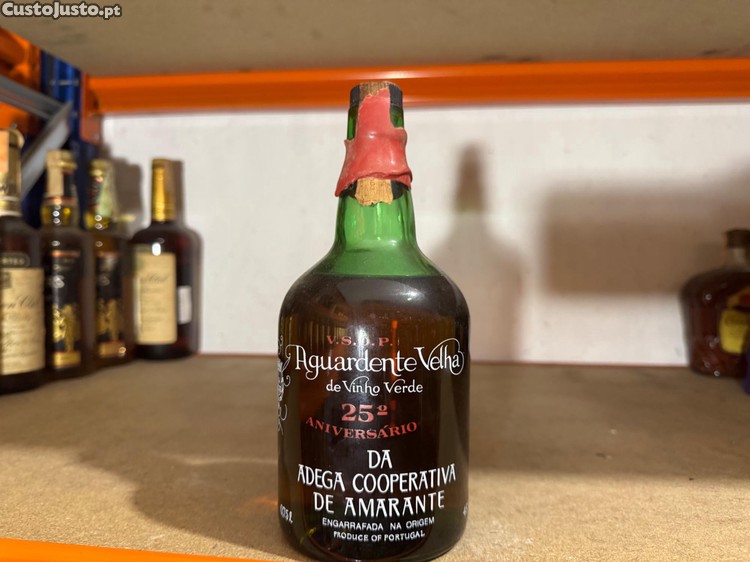 CustoJusto.pt
V.S.O.P.
Aguardente Velha
de Vinho Verde
25º
ANIVERSÁRIO
DA
ADEGA COOPERATIVA
DE AMARANTE
ENGARRAFADA NA ORIGEM
PRODUCE OF PORTUGAL